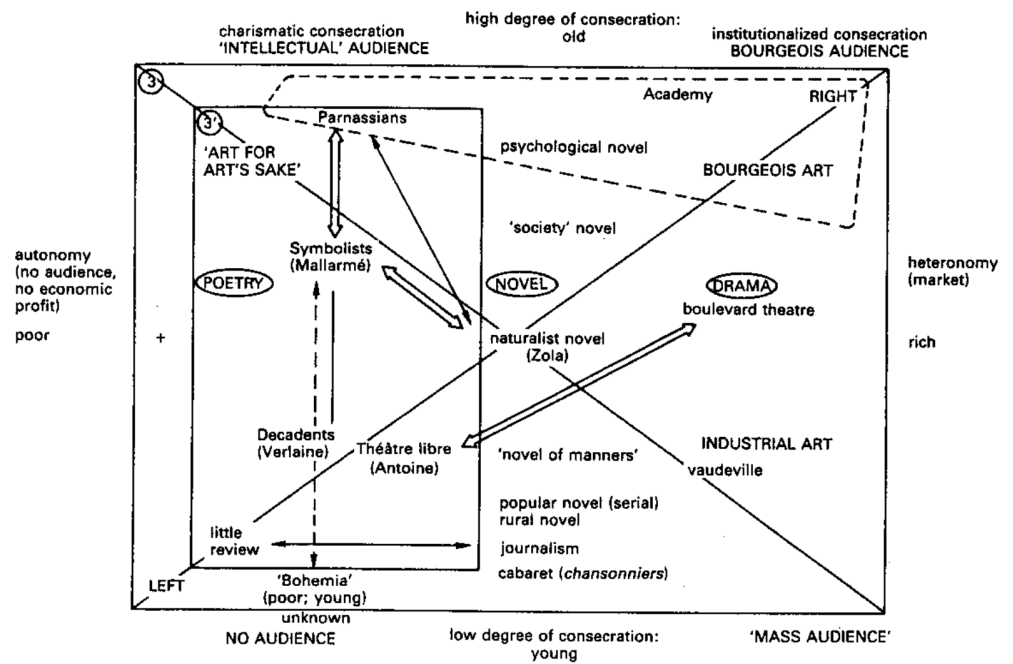 charismatic consecration
'INTELLECTUAL' AUDIENCE
high degree of consecration:
old
institutionalized consecration
BOURGEOIS AUDIENCE
3
3'
Parnassians
Academy
RIGHT
'ART FOR
ART'S SAKE'
psychological novel
BOURGEOIS ART
'society' novel
autonomy
(no audience,
no economic
profit)
poor
+
Symbolists
(Mallarmé)
POETRY
NOVEL
DRAMA
boulevard theatre
heteronomy
(market)
rich
naturalist novel
(Zola)
Decadents
(Verlaine)
Théâtre libre
(Antoine)
'novel of manners'
INDUSTRIAL ART
vaudeville
popular novel (serial)
rural novel
little
review
journalism
cabaret (chansonniers)
LEFT
'Bohemia'
(poor; young)
unknown
NO AUDIENCE
low degree of consecration:
young
'MASS AUDIENCE'